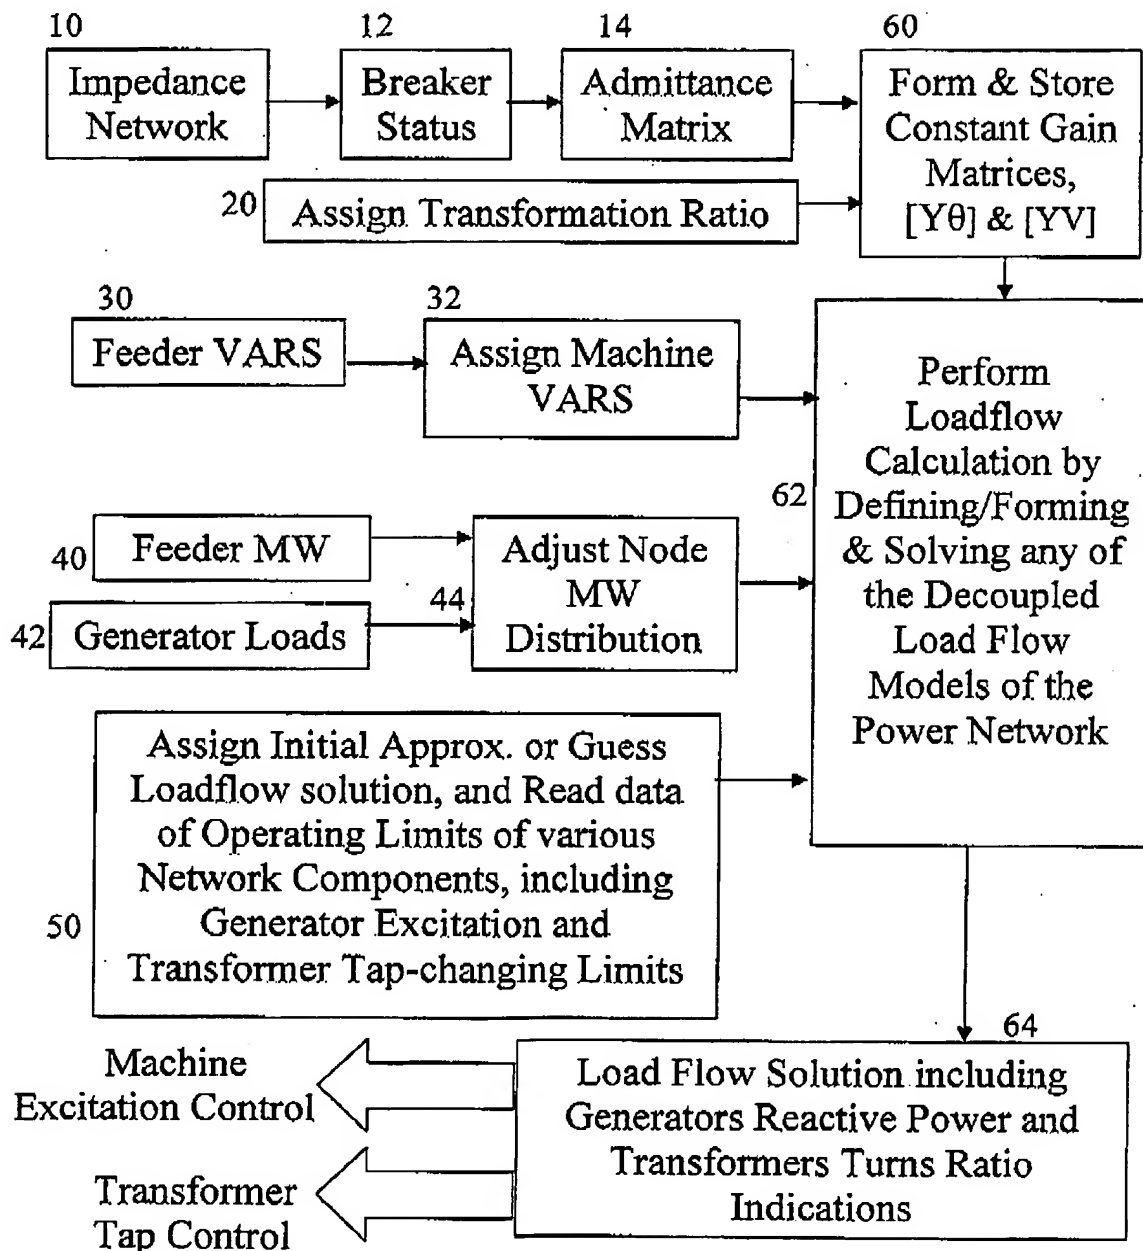 10
Impedance
Network
12
Breaker
Status
14
Admittance
Matrix
60
Form & Store
Constant Gain
Matrices,
[Yθ] & [YV]
20
Assign Transformation Ratio
30
Feeder VARS
32
Assign Machine
VARS
40
Feeder MW
42
Generator Loads
44
Adjust Node
MW
Distribution
62
Perform
Loadflow
Calculation by
Defining/Forming
& Solving any of
the Decoupled
Load Flow
Models of the
Power Network
50
Assign Initial Approx. or Guess
Loadflow solution, and Read data
of Operating Limits of various
Network Components, including
Generator Excitation and
Transformer Tap-changing Limits
64
Load Flow Solution including
Generators Reactive Power and
Transformers Turns Ratio
Indications
Machine
Excitation Control
Transformer
Tap Control